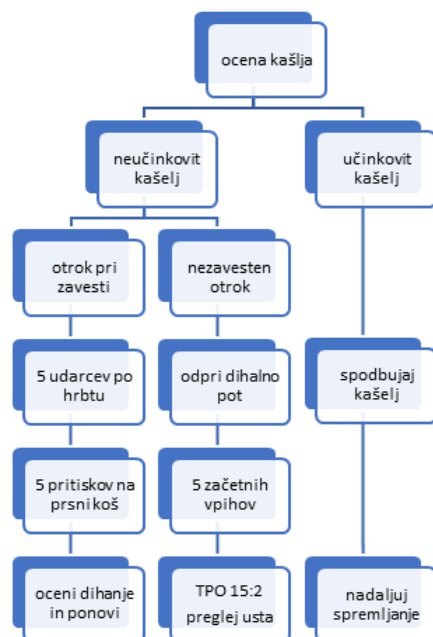 ocena kašlja
neučinkovit
kašelj
učinkovit
kašelj
otrok pri
zavesti
nezavesten
otrok
5 udarcev po
hrbtu
odpri dihalno
pot
spodbujaj
kašelj
5 pritiskov na
prsni koš
5 začetnih
vpihov
oceni dihanje
in ponovi
TPO 15:2
preglej usta
nadaljuj
spremljanje